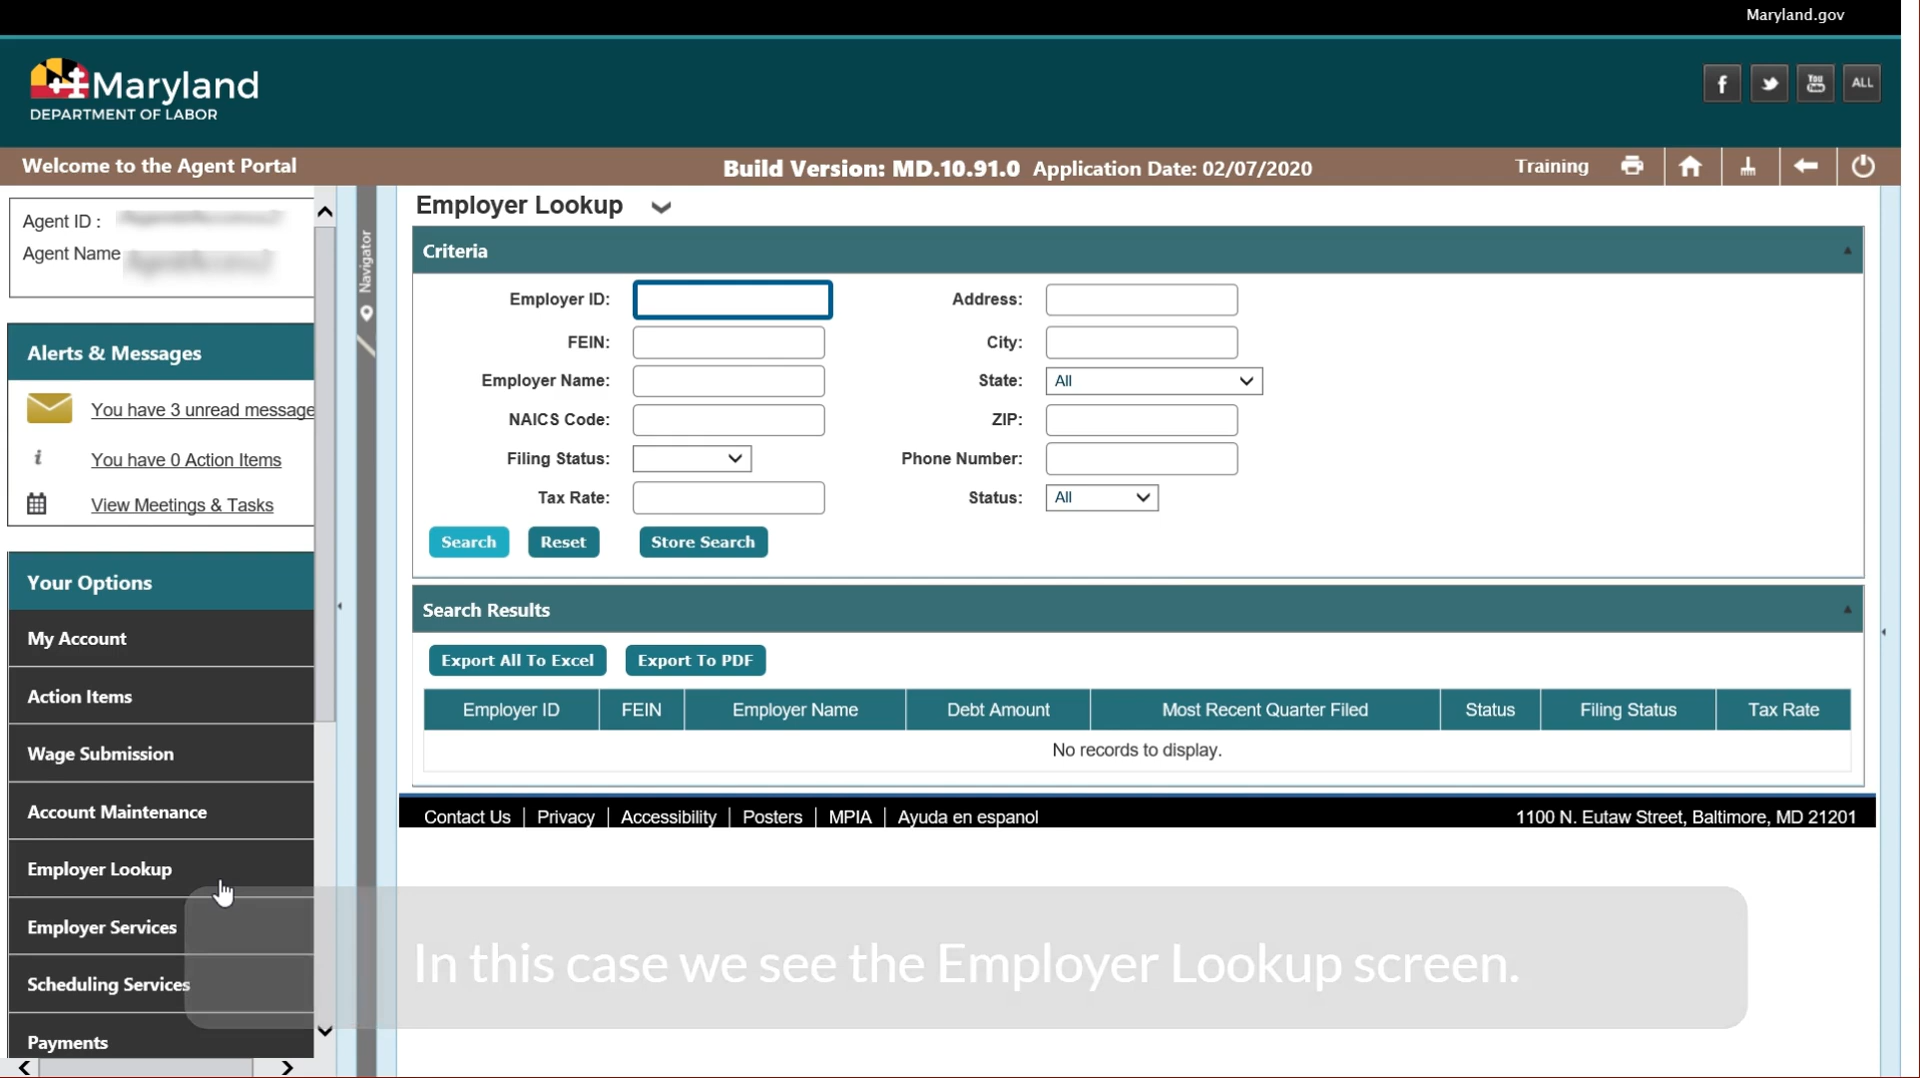 Maryland.gov
Maryland
DEPARTMENT OF LABOR
f
You
ALL
Welcome to the Agent Portal
Build Version: MD.10.91.0 Application Date: 02/07/2020
Training
Agent ID :
Agent Name
Alerts & Messages
You have 3 unread message
i You have 0 Action Items
View Meetings & Tasks
Your Options
My Account
Action Items
Wage Submission
Account Maintenance
Employer Lookup
Employer Services
Scheduling Services
Payments
Navigator
Employer Lookup
Criteria
Employer ID:
Address:
FEIN:
City:
Employer Name:
State: All
NAICS Code:
ZIP:
Filing Status:
Phone Number:
Tax Rate:
Status: All
Search Reset Store Search
Search Results
Export All To Excel Export To PDF
Employer ID FEIN Employer Name Debt Amount Most Recent Quarter Filed Status Filing Status Tax Rate
No records to display.
Contact Us | Privacy | Accessibility | Posters | MPIA | Ayuda en espanol
1100 N. Eutaw Street, Baltimore, MD 21201
In this case we see the Employer Lookup screen.